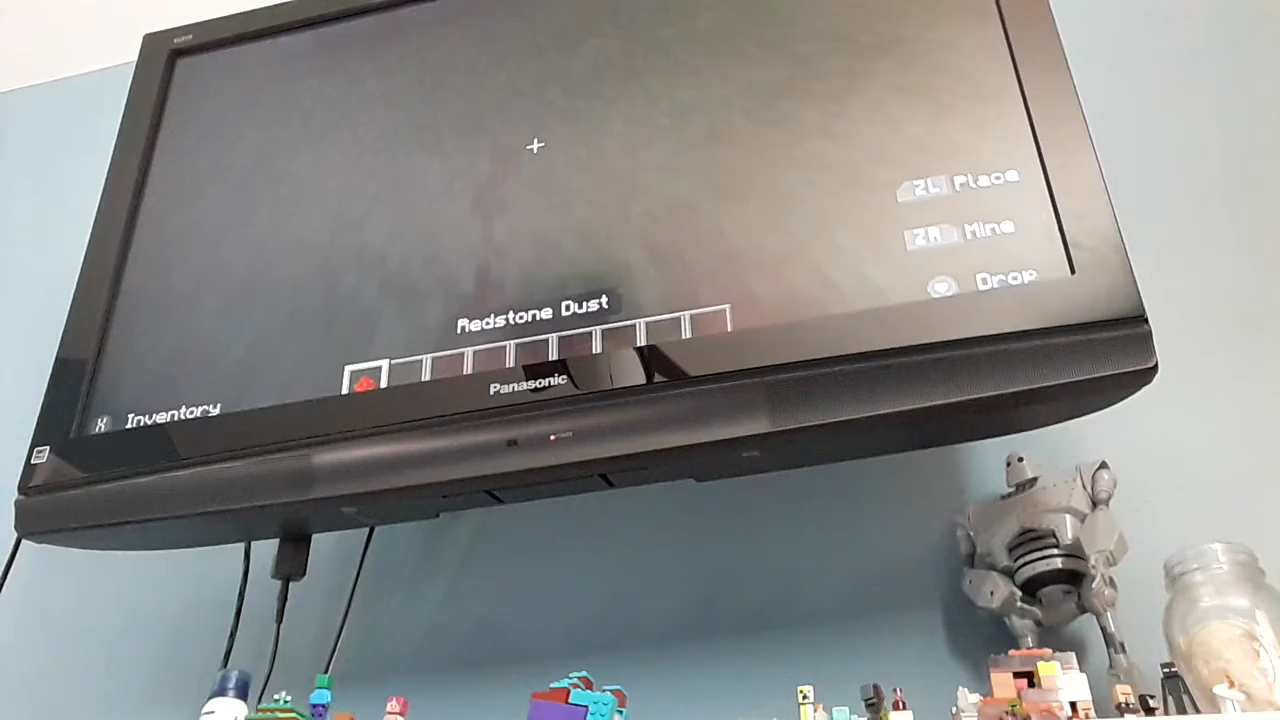 ZL Place
ZR Mine
Drop
Redstone Dust
Panasonic
X Inventory